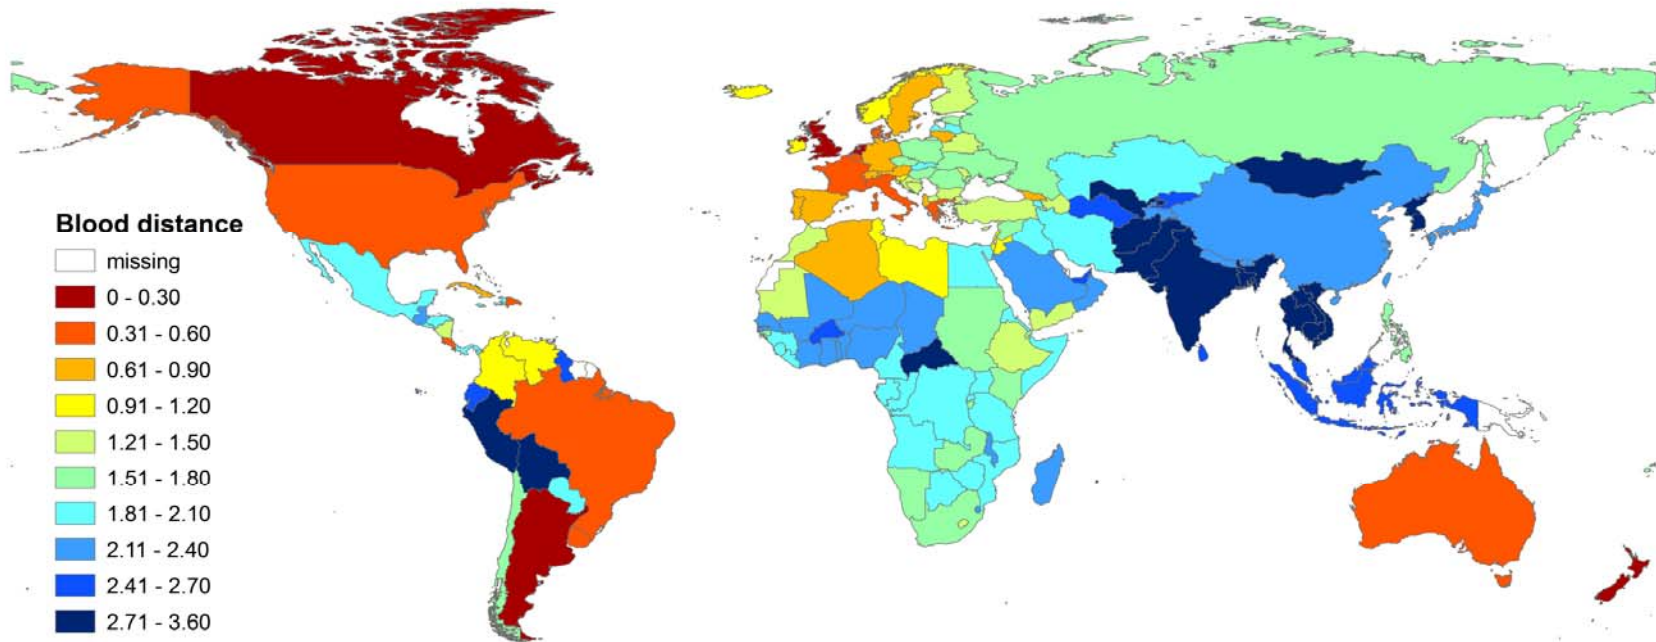 Blood distance
missing
0 - 0.30
0.31 - 0.60
0.61 - 0.90
0.91 - 1.20
1.21 - 1.50
1.51 - 1.80
1.81 - 2.10
2.11 - 2.40
2.41 - 2.70
2.71 - 3.60